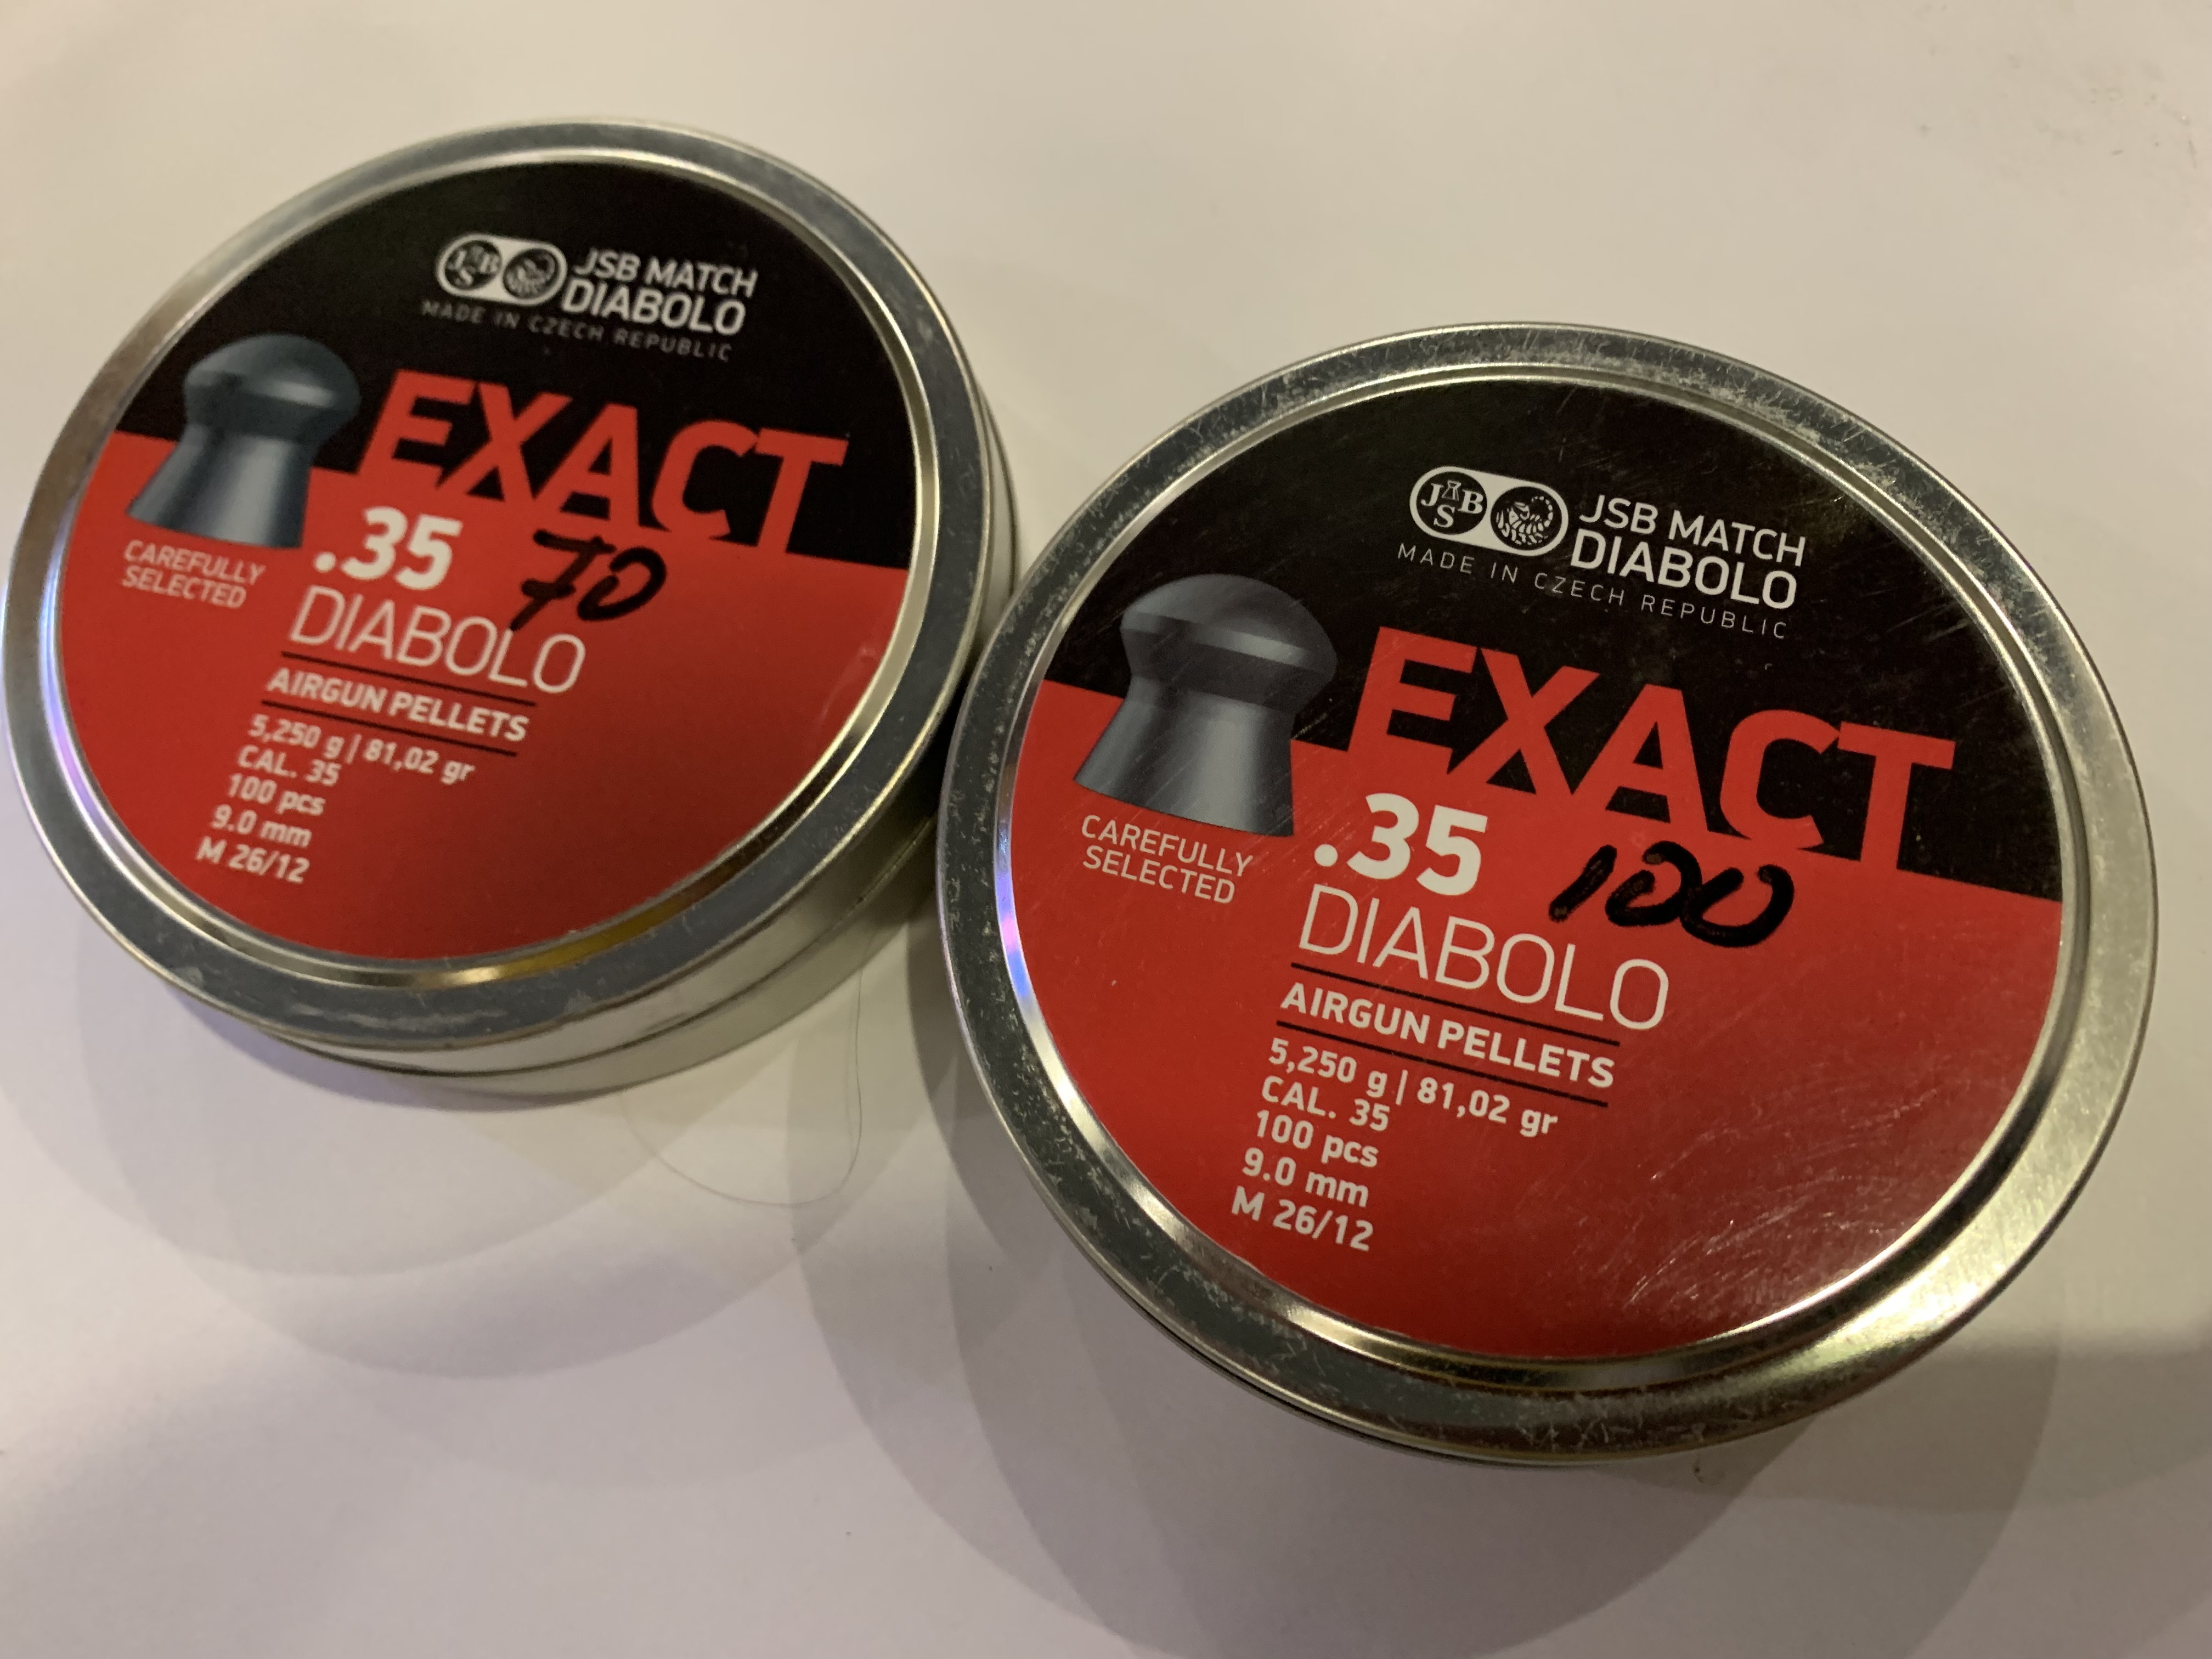 JSB
JSB MATCH
DIABOLO
MADE IN CZECH REPUBLIC
EXACT
.35 70
DIABOLO
CAREFULLY
SELECTED
AIRGUN PELLETS
5,250 g | 81,02 gr
CAL. 35
100 pcs
9.0 mm
M 26/12
JSB
JSB MATCH
DIABOLO
MADE IN CZECH REPUBLIC
EXACT
.35 100
DIABOLO
CAREFULLY
SELECTED
AIRGUN PELLETS
5,250 g | 81,02 gr
CAL. 35
100 pcs
9.0 mm
M 26/12